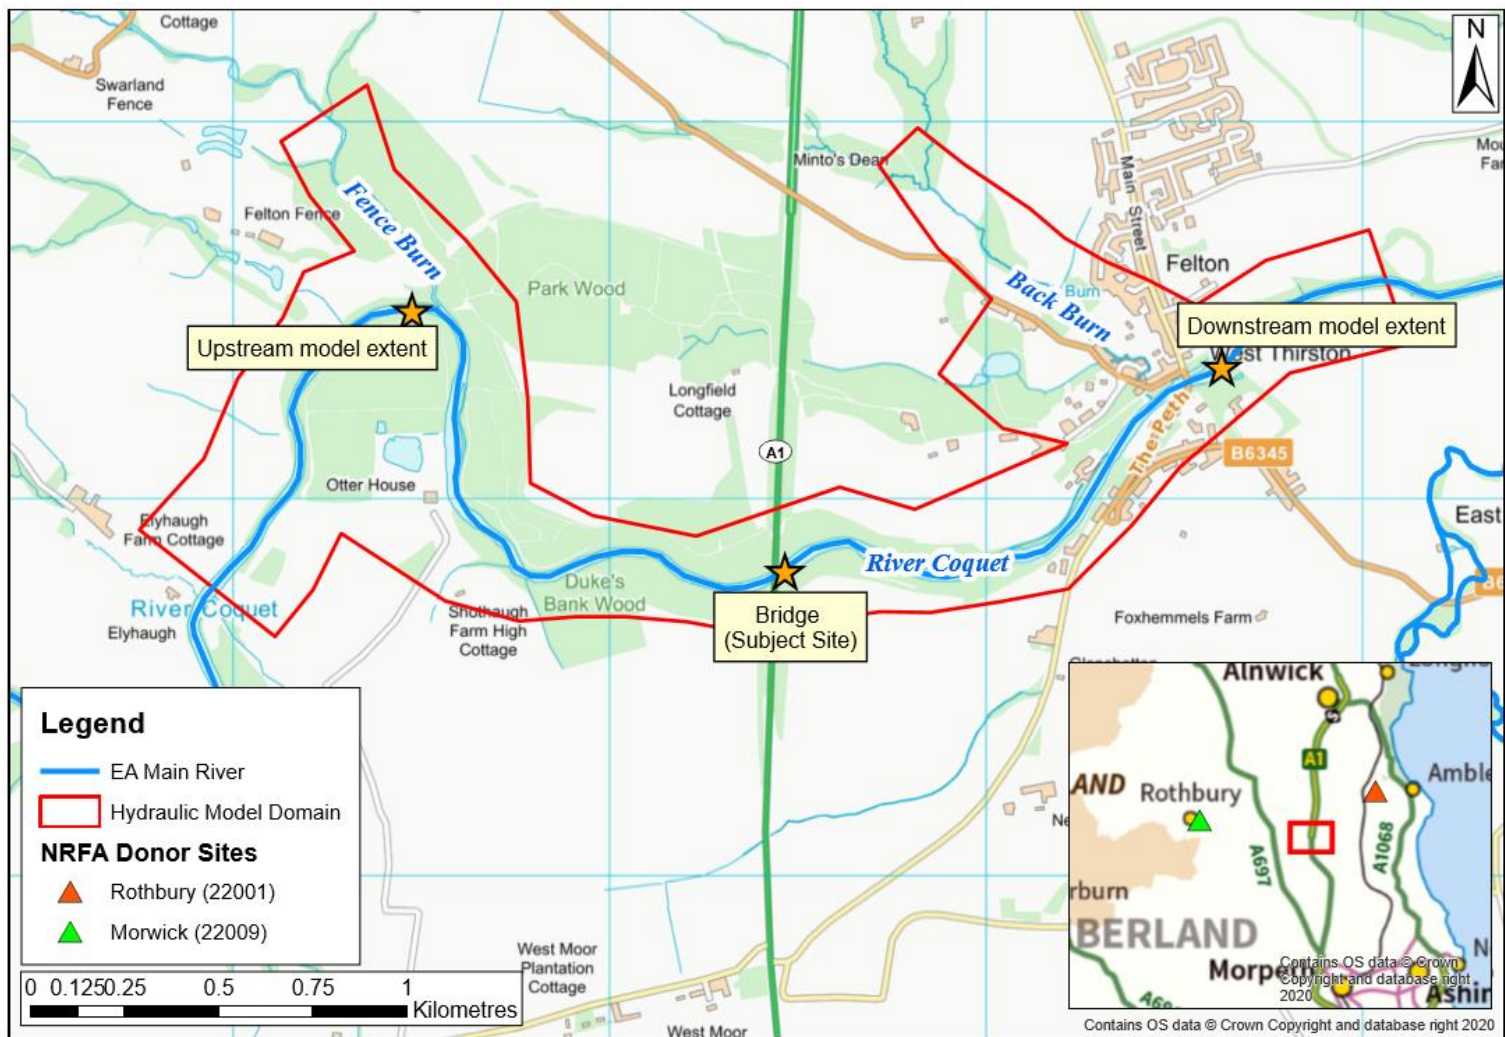 Cottage
N
Swarland
Fence
Minto's Dean
Main
Street
Fence Burn
Felton Fence
Felton
Park Wood
Back Burn
Burn
Upstream model extent
Downstream model extent
West Thirston
Longfield
Cottage
A1
The Peth
B6345
Otter House
East
Elyhaugh
Farm Cottage
River Coquet
Duke's
Bank Wood
River Coquet
Elyhaugh
Shothaugh
Farm High
Cottage
Bridge
(Subject Site)
Foxhemmels Farm
Legend
EA Main River
Hydraulic Model Domain
NRFA Donor Sites
Rothbury (22001)
Morwick (22009)
0 0.125 0.25 0.5 0.75 1
Kilometres
West Moor
Plantation
Cottage
West Moor
Alnwick
A1
AND
Rothbury
Amble
A697
A1068
rburn
BERLAND
Morpeth
Ashin
Contains OS data © Crown
Copyright and database right
2020
Contains OS data © Crown Copyright and database right 2020